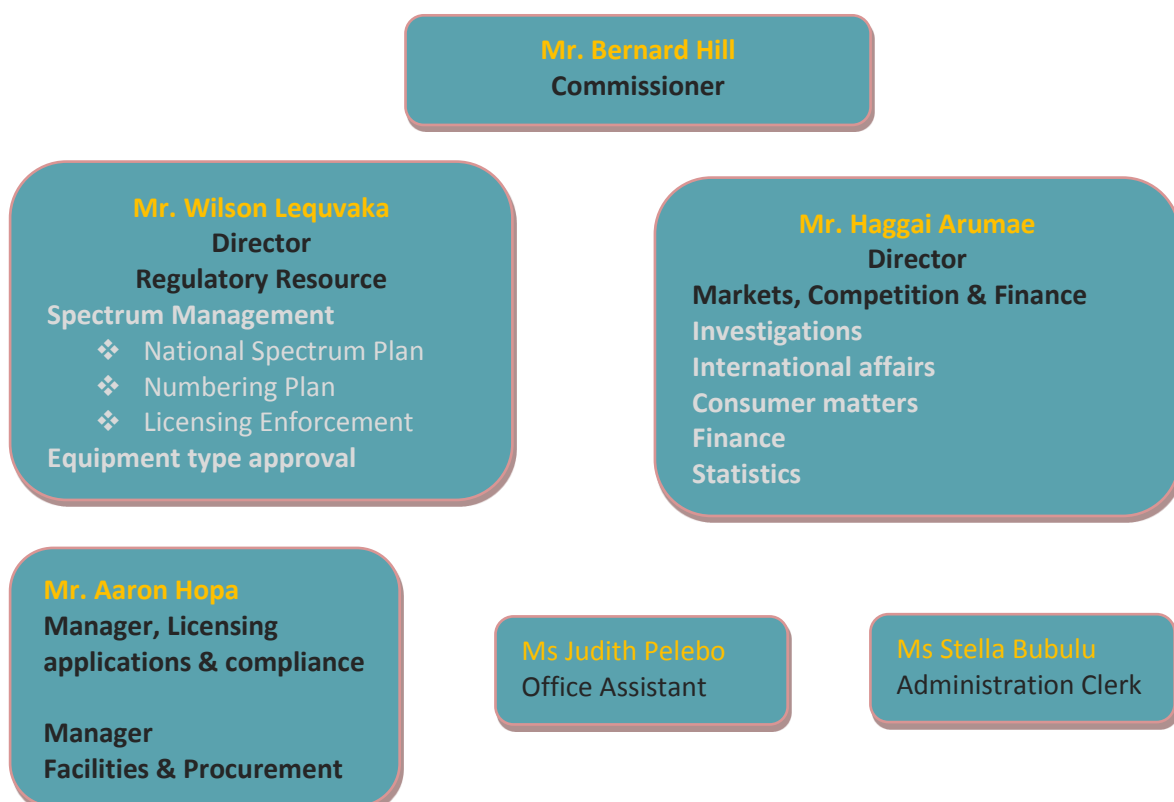 Mr. Bernard Hill
Commissioner
Mr. Wilson Lequvaka
Director
Regulatory Resource
Spectrum Management
❖ National Spectrum Plan
❖ Numbering Plan
❖ Licensing Enforcement
Equipment type approval
Mr. Haggai Arumae
Director
Markets, Competition & Finance
Investigations
International affairs
Consumer matters
Finance
Statistics
Mr. Aaron Hopa
Manager, Licensing
applications & compliance
Manager
Facilities & Procurement
Ms Judith Pelebo
Office Assistant
Ms Stella Bubulu
Administration Clerk